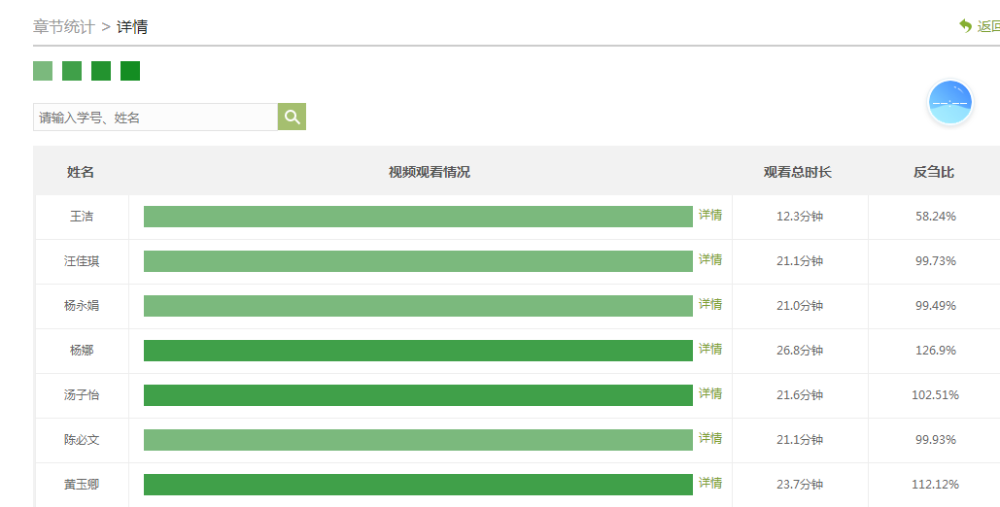 章节统计 > 详情
返回
请输入学号、姓名
姓名 视频观看情况 观看总时长 反刍比
王洁 详情 12.3分钟 58.24%
汪佳琪 详情 21.1分钟 99.73%
杨永娟 详情 21.0分钟 99.49%
杨娜 详情 26.8分钟 126.9%
汤子怡 详情 21.6分钟 102.51%
陈必文 详情 21.1分钟 99.93%
黄玉卿 详情 23.7分钟 112.12%